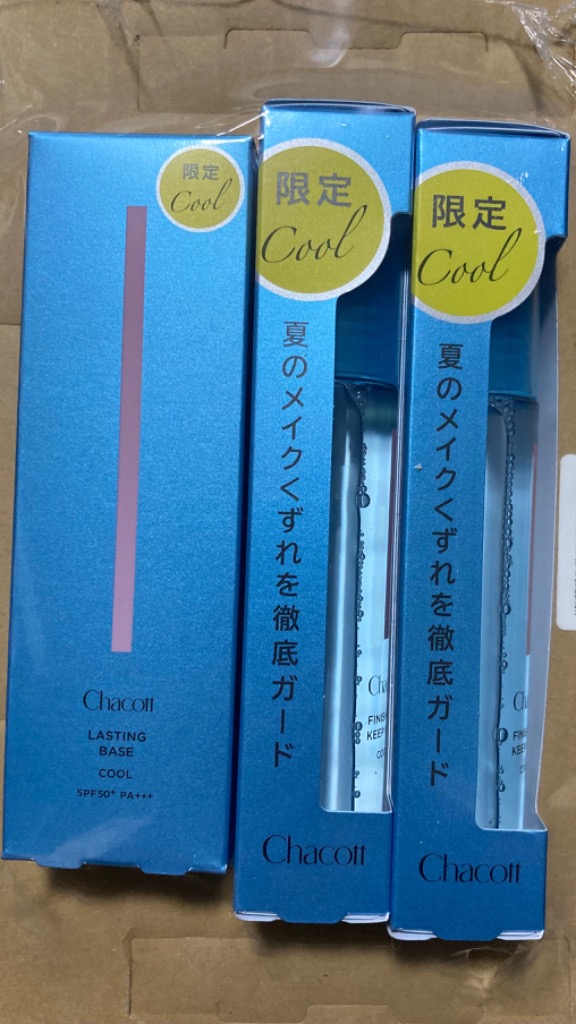 限定
Cool
Chacott
LASTING
BASE
COOL
SPF50+ PA+++
限定
Cool
夏のメイクくずれを徹底ガード
Chacott
限定
Cool
夏のメイクくずれを徹底ガード
Chacott